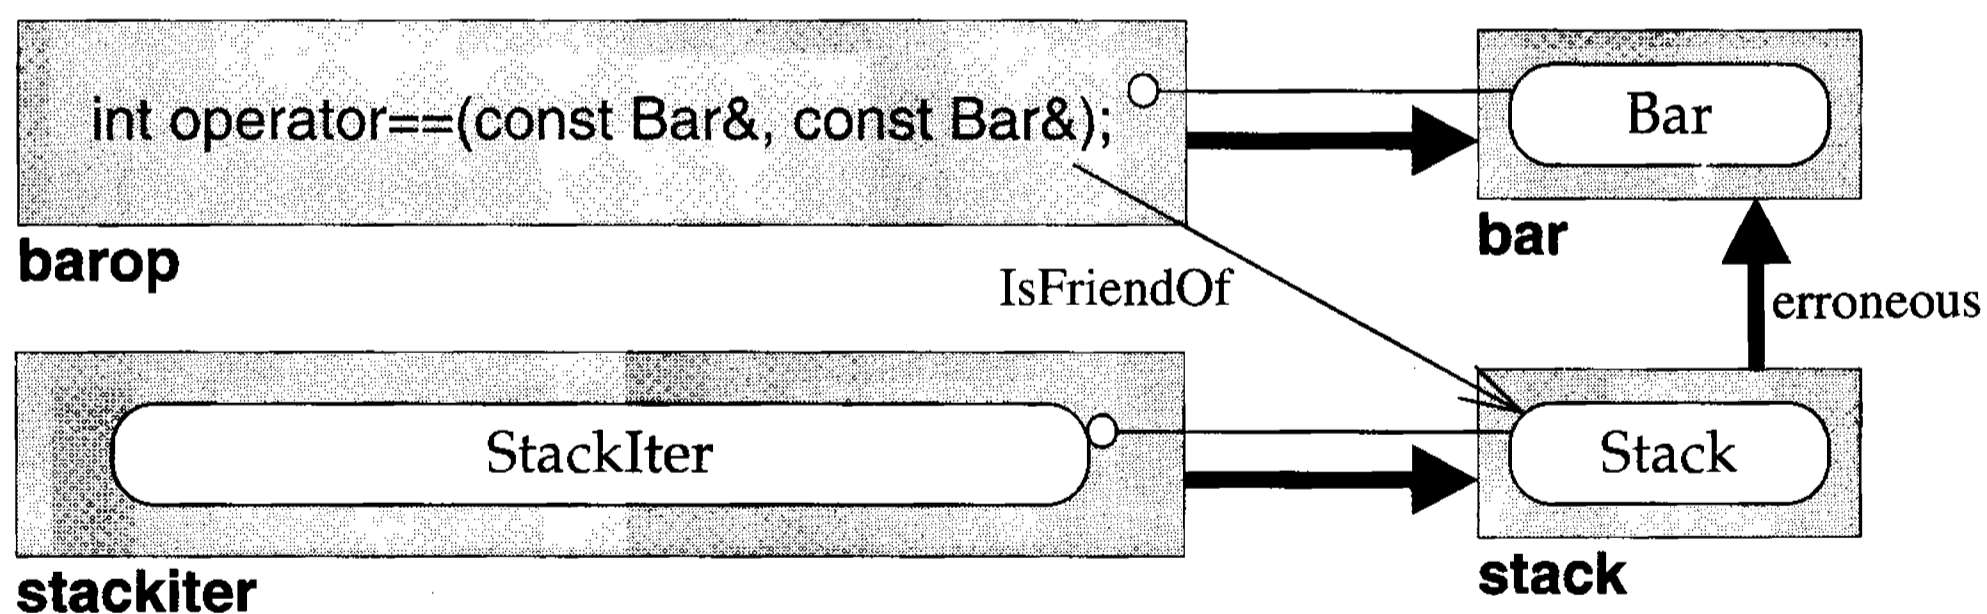 int operator==(const Bar&, const Bar&);
Bar
barop
bar
IsFriendOf
erroneous
StackIter
Stack
stackiter
stack